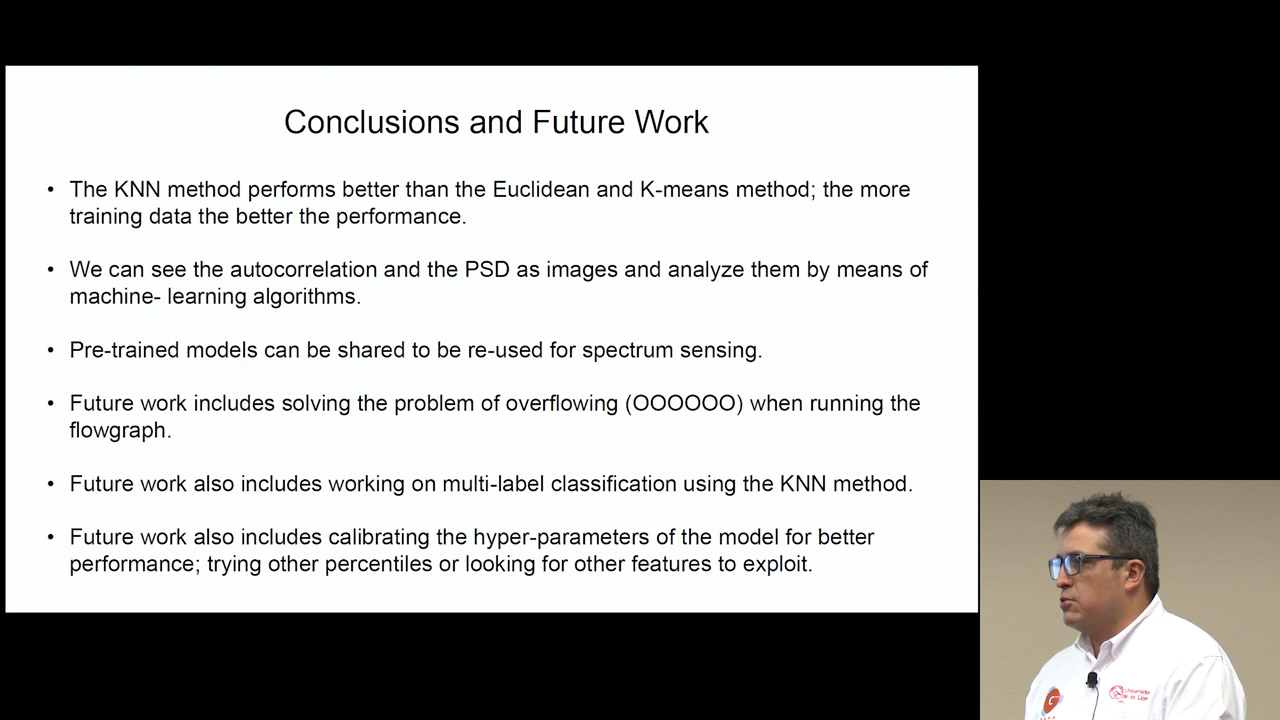 Conclusions and Future Work
• The KNN method performs better than the Euclidean and K-means method; the more
training data the better the performance.
• We can see the autocorrelation and the PSD as images and analyze them by means of
machine- learning algorithms.
• Pre-trained models can be shared to be re-used for spectrum sensing.
• Future work includes solving the problem of overflowing (OOOOOO) when running the
flowgraph.
• Future work also includes working on multi-label classification using the KNN method.
• Future work also includes calibrating the hyper-parameters of the model for better
performance; trying other percentiles or looking for other features to exploit.